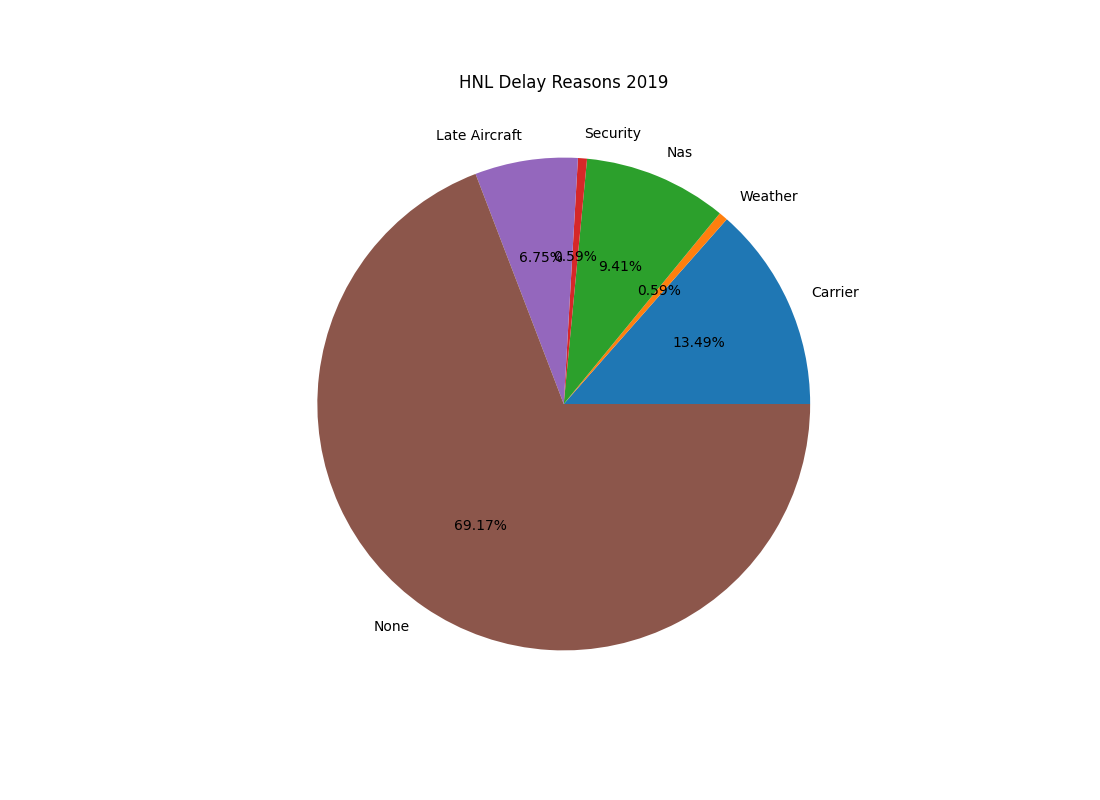 HNL Delay Reasons 2019
Late Aircraft
Security
Nas
Weather
Carrier
6.75%
0.59%
9.41%
0.59%
13.49%
69.17%
None